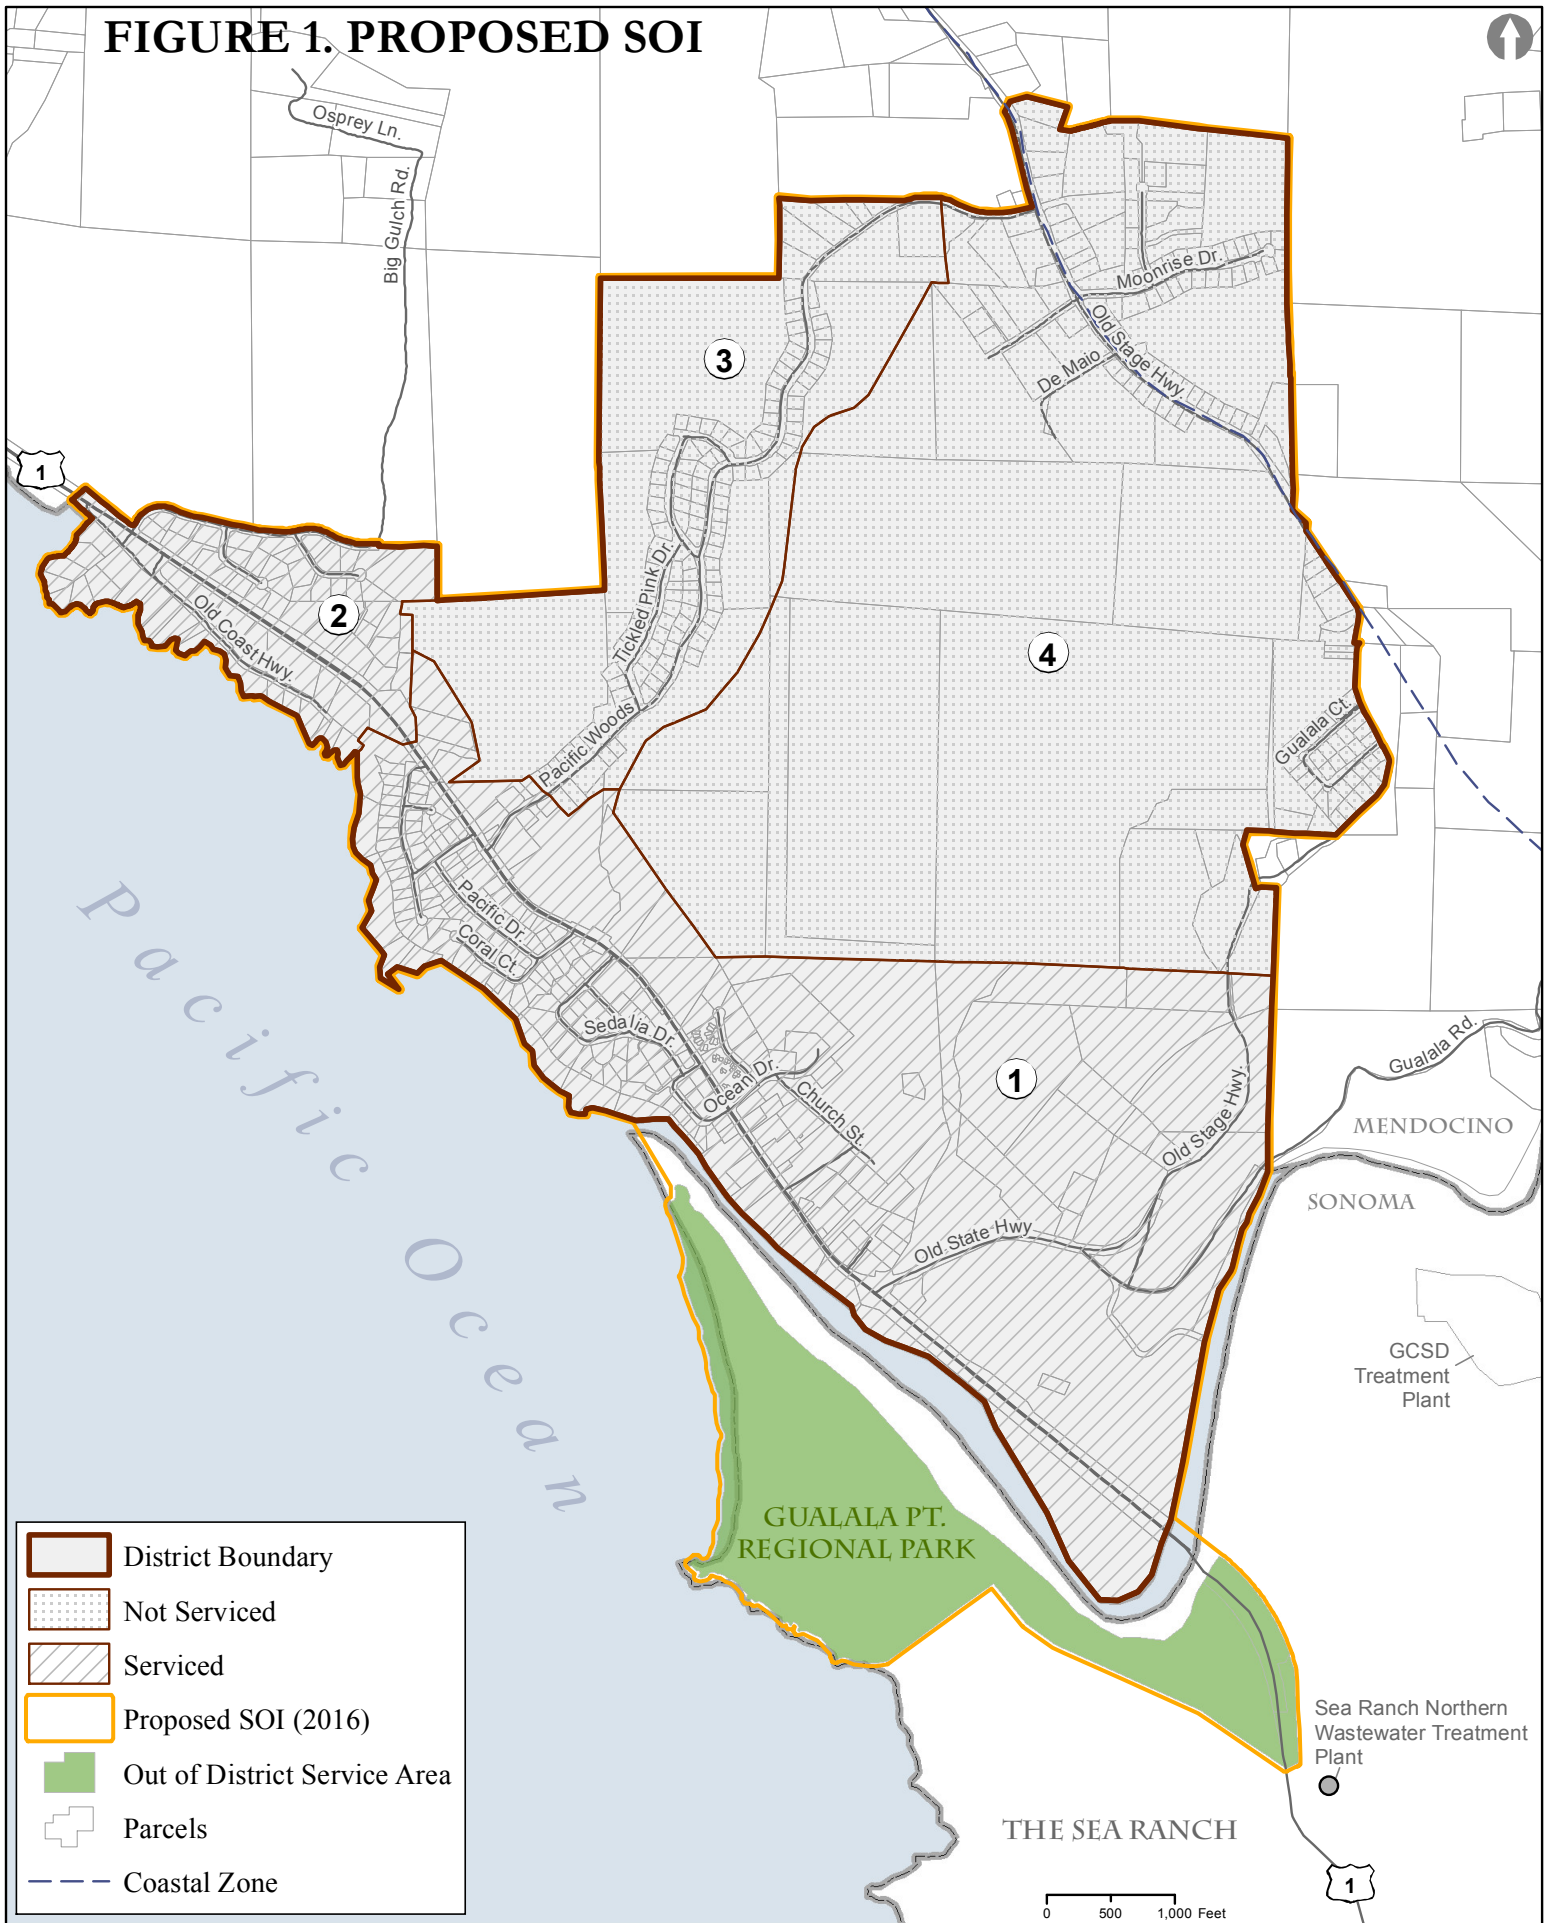 FIGURE 1. PROPOSED SOI
Osprey Ln.
Big Gulch Rd.
Moonrise Dr.
Old Stage Hwy.
De Maio
3
1
2
Old Coast Hwy.
Tickled Pink Dr.
4
Pacific Woods
Gualala Ct.
Pacific Dr.
Coral Ct.
Sedalia Dr.
Ocean Dr.
Church St.
1
Old Stage Hwy.
Gualala Rd.
MENDOCINO
SONOMA
Old State Hwy
Pacific Ocean
GCSD
Treatment
Plant
GUALALA PT.
REGIONAL PARK
Sea Ranch Northern
Wastewater Treatment
Plant
THE SEA RANCH
1
District Boundary
Not Serviced
Serviced
Proposed SOI (2016)
Out of District Service Area
Parcels
Coastal Zone
0 500 1,000 Feet